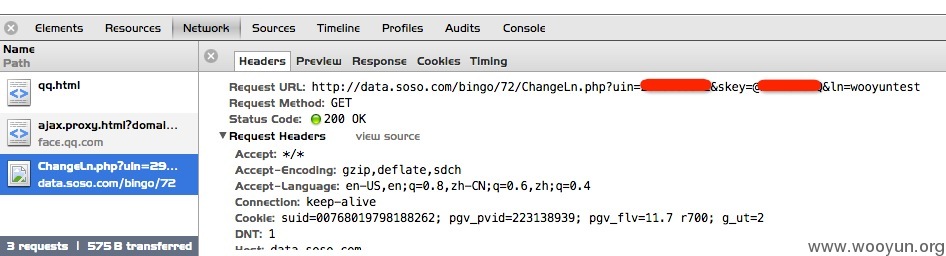 Elements Resources Network Sources Timeline Profiles Audits Console
Name
Path
Headers Preview Response Cookies Timing
qq.html
ajax.proxy.html?domai...
face.qq.com
ChangeLn.php?uin=29...
data.soso.com/bingo/72
Request URL: http://data.soso.com/bingo/72/ChangeLn.php?uin=
&skey=@
Q&ln=wooyuntest
Request Method: GET
Status Code: 200 OK
Request Headers view source
Accept: */*
Accept-Encoding: gzip,deflate,sdch
Accept-Language: en-US,en;q=0.8,zh-CN;q=0.6,zh;q=0.4
Connection: keep-alive
Cookie: suid=00768019798188262; pgv_pvid=223138939; pgv_flv=11.7 r700; g_ut=2
DNT: 1
Host: data.soso.com
3 requests | 575 B transferred
www.wooyun.org